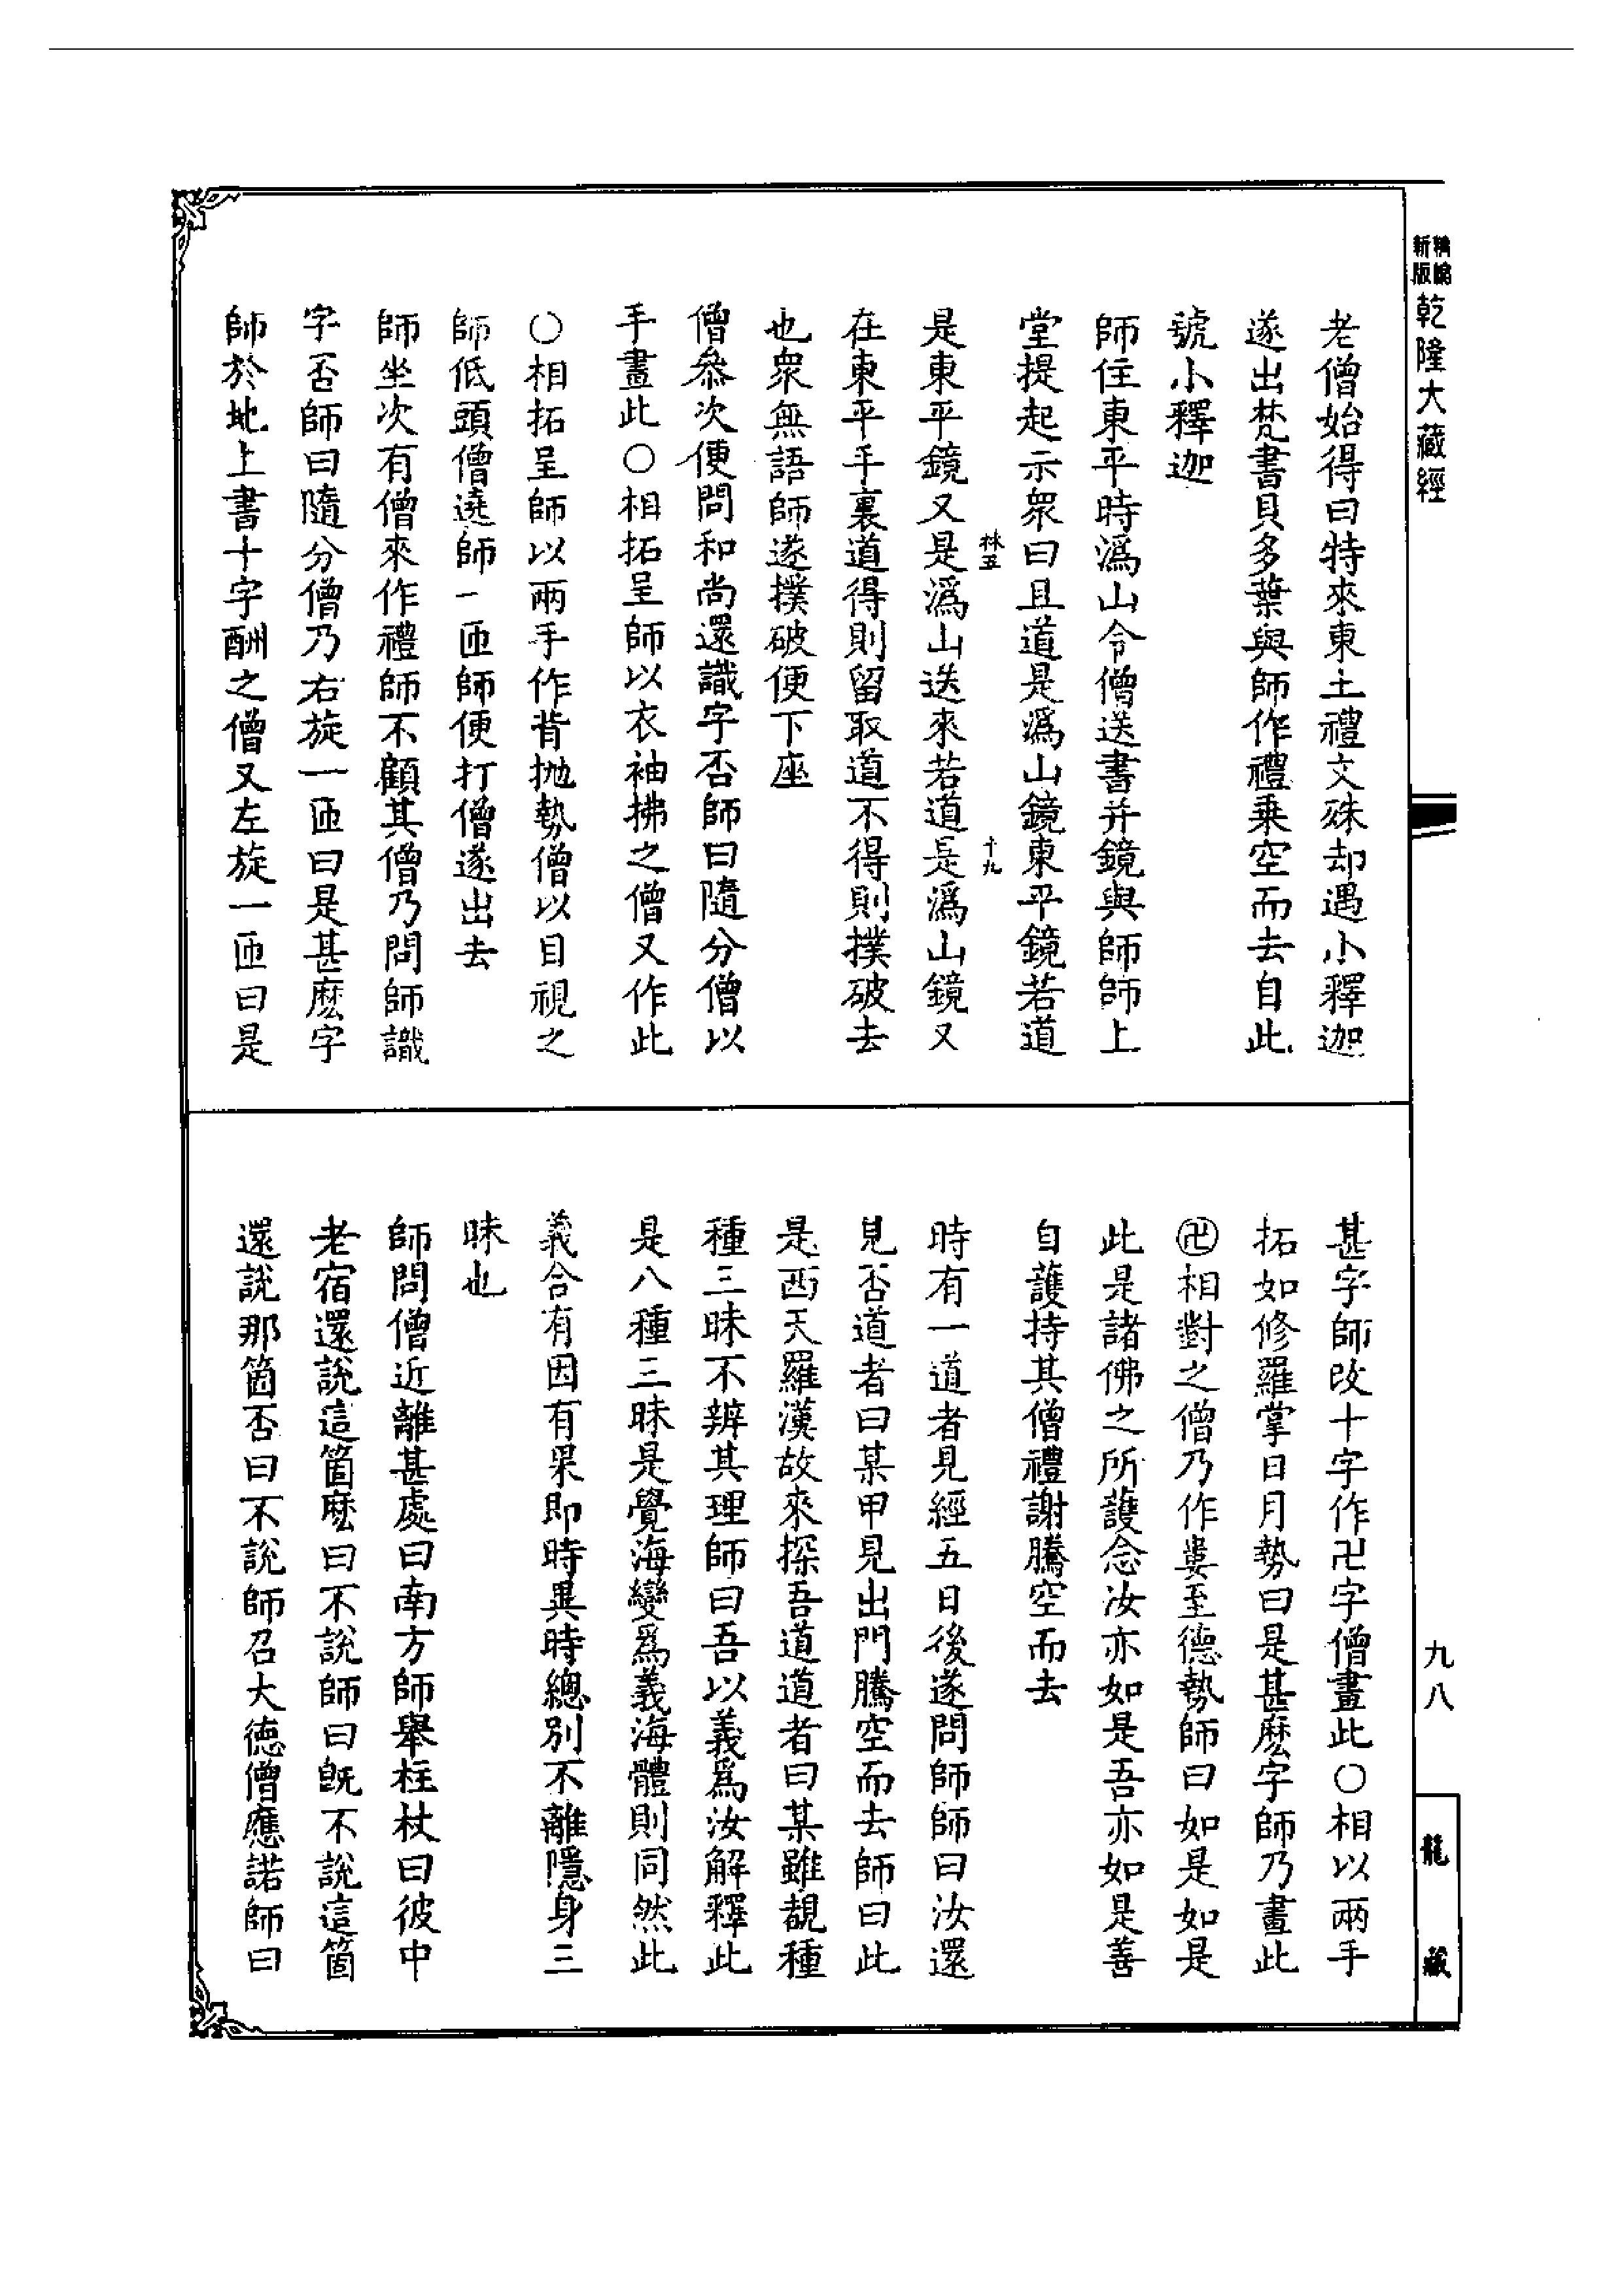 精編
新版
乾隆大藏經
老僧始得曰特來東土禮文殊却遇小釋迦
遂出梵書貝多葉與師作禮乗空而去自此
號小釋迦
師住東平時溈山令僧送書并鏡與師師上
堂提起示衆曰且道是溈山鏡東平鏡若道
林五
十九
是東平鏡又是溈山送來若道是溈山鏡又
在東平手裏道得則留取道不得則撲破去
也衆無語師遂撲破便下座
僧叅次便問和尚還識字否師曰隨分僧以
手畫此〇相拓呈師以衣袖拂之僧又作此
〇相拓呈師以兩手作背抛勢僧以目視之
師低頭僧遶師一匝師便打僧遂出去
師坐次有僧來作禮師不顧其僧乃問師識
字否師曰隨分僧乃右旋一匝曰是甚麽字
師於地上書十字酬之僧又左旋一匝曰是
甚字師改十字作卍字僧畫此〇相以兩手
拓如修羅掌日月勢曰是甚麽字師乃畫此
卍相對之僧乃作婁至德勢師曰如是如是
此是諸佛之所護念汝亦如是吾亦如是善
自護持其僧禮謝騰空而去
時有一道者見經五日後遂問師師曰汝還
見否道者曰某甲見出門騰空而去師曰此
是西天羅漢故來探吾道道者曰某雖覩種
種三昧不辨其理師曰吾以義爲汝解釋此
是八種三昧是覺海變爲義海體則同然此
義合有因有果即時異時總別不離隱身三
昧也
師問僧近離甚處曰南方師舉柱杖曰彼中
老宿還說這箇麽曰不說師曰旣不說這箇
還說那箇否曰不說師召大德僧應諾師曰
九八
龍藏